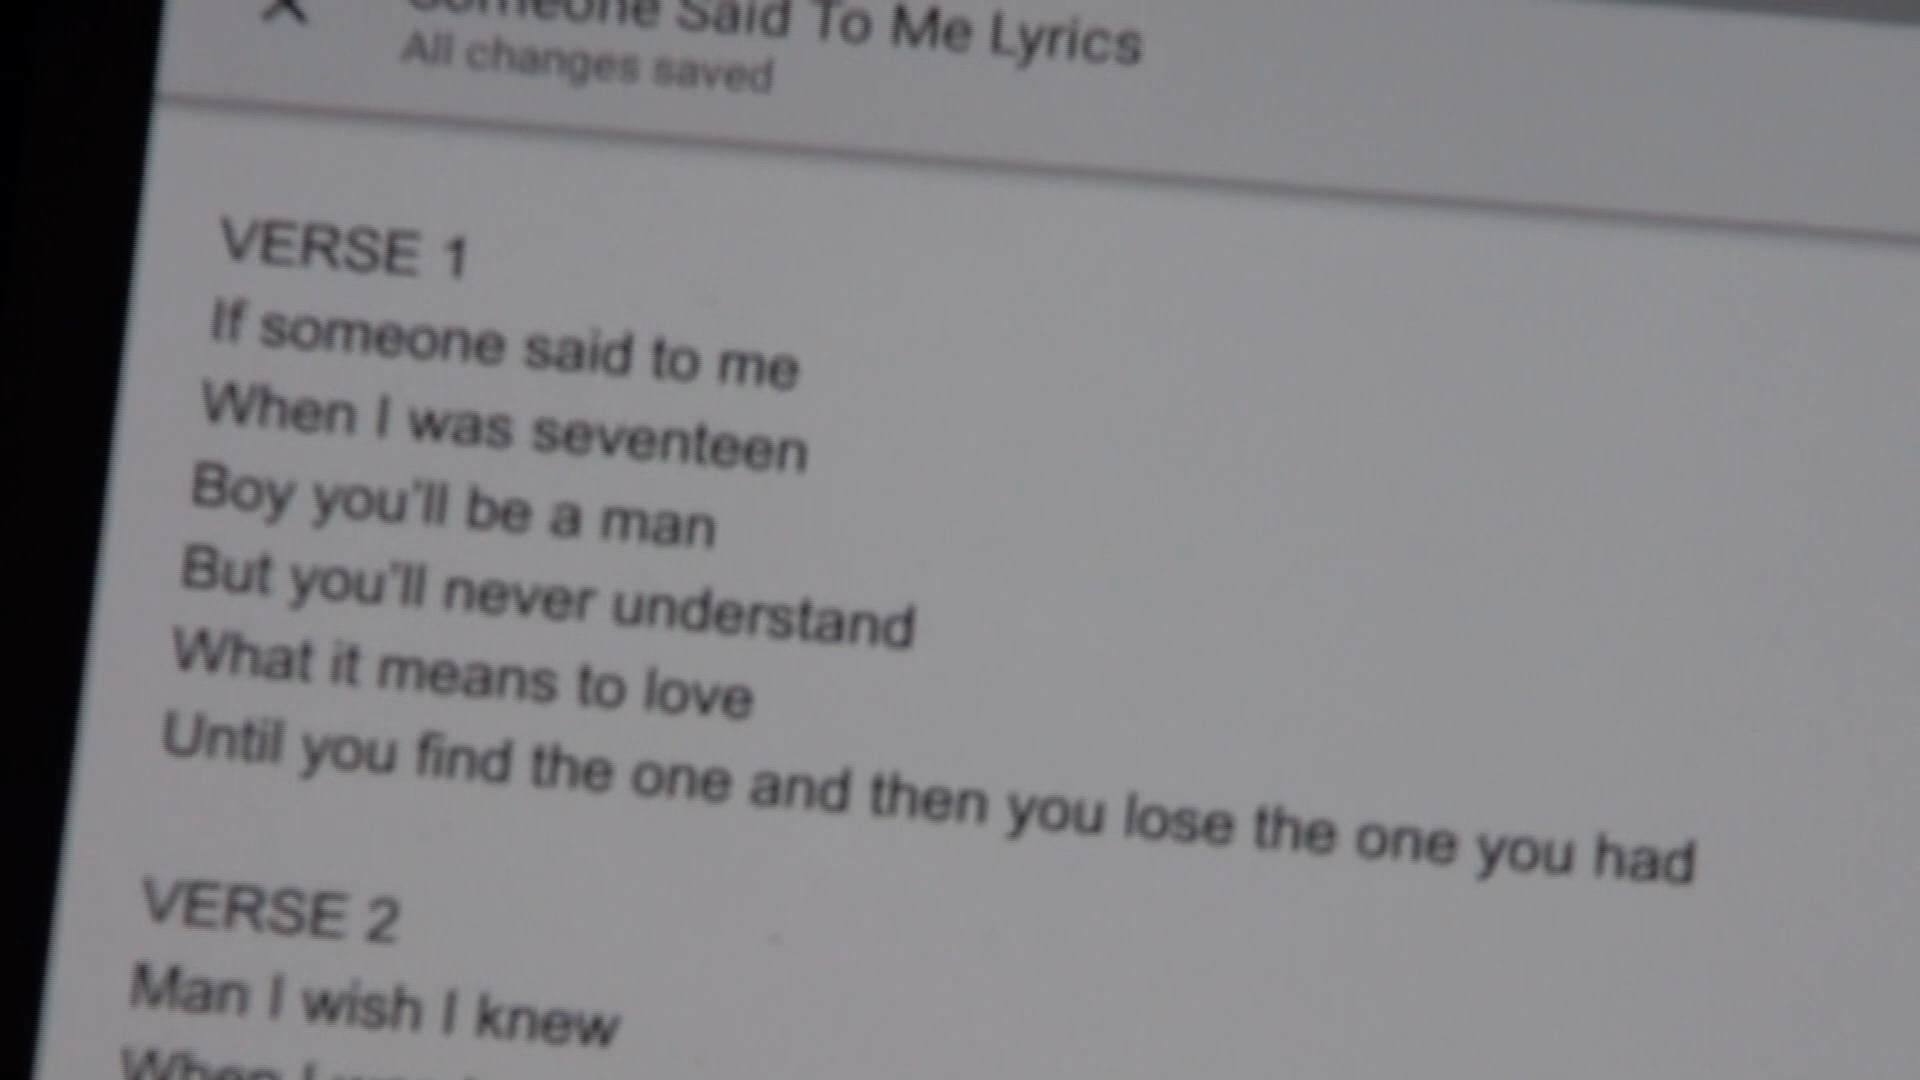 Someone Said To Me Lyrics
All changes saved
VERSE 1
If someone said to me
When I was seventeen
Boy you'll be a man
But you'll never understand
What it means to love
Until you find the one and then you lose the one you had
VERSE 2
Man I wish I knew
When I